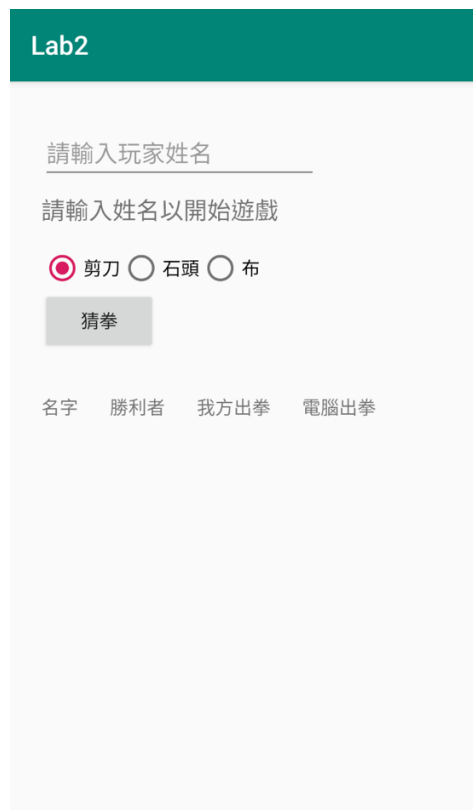 Lab2
請輸入玩家姓名
請輸入姓名以開始遊戲
剪刀 石頭 布
猜拳
名字 勝利者 我方出拳 電腦出拳